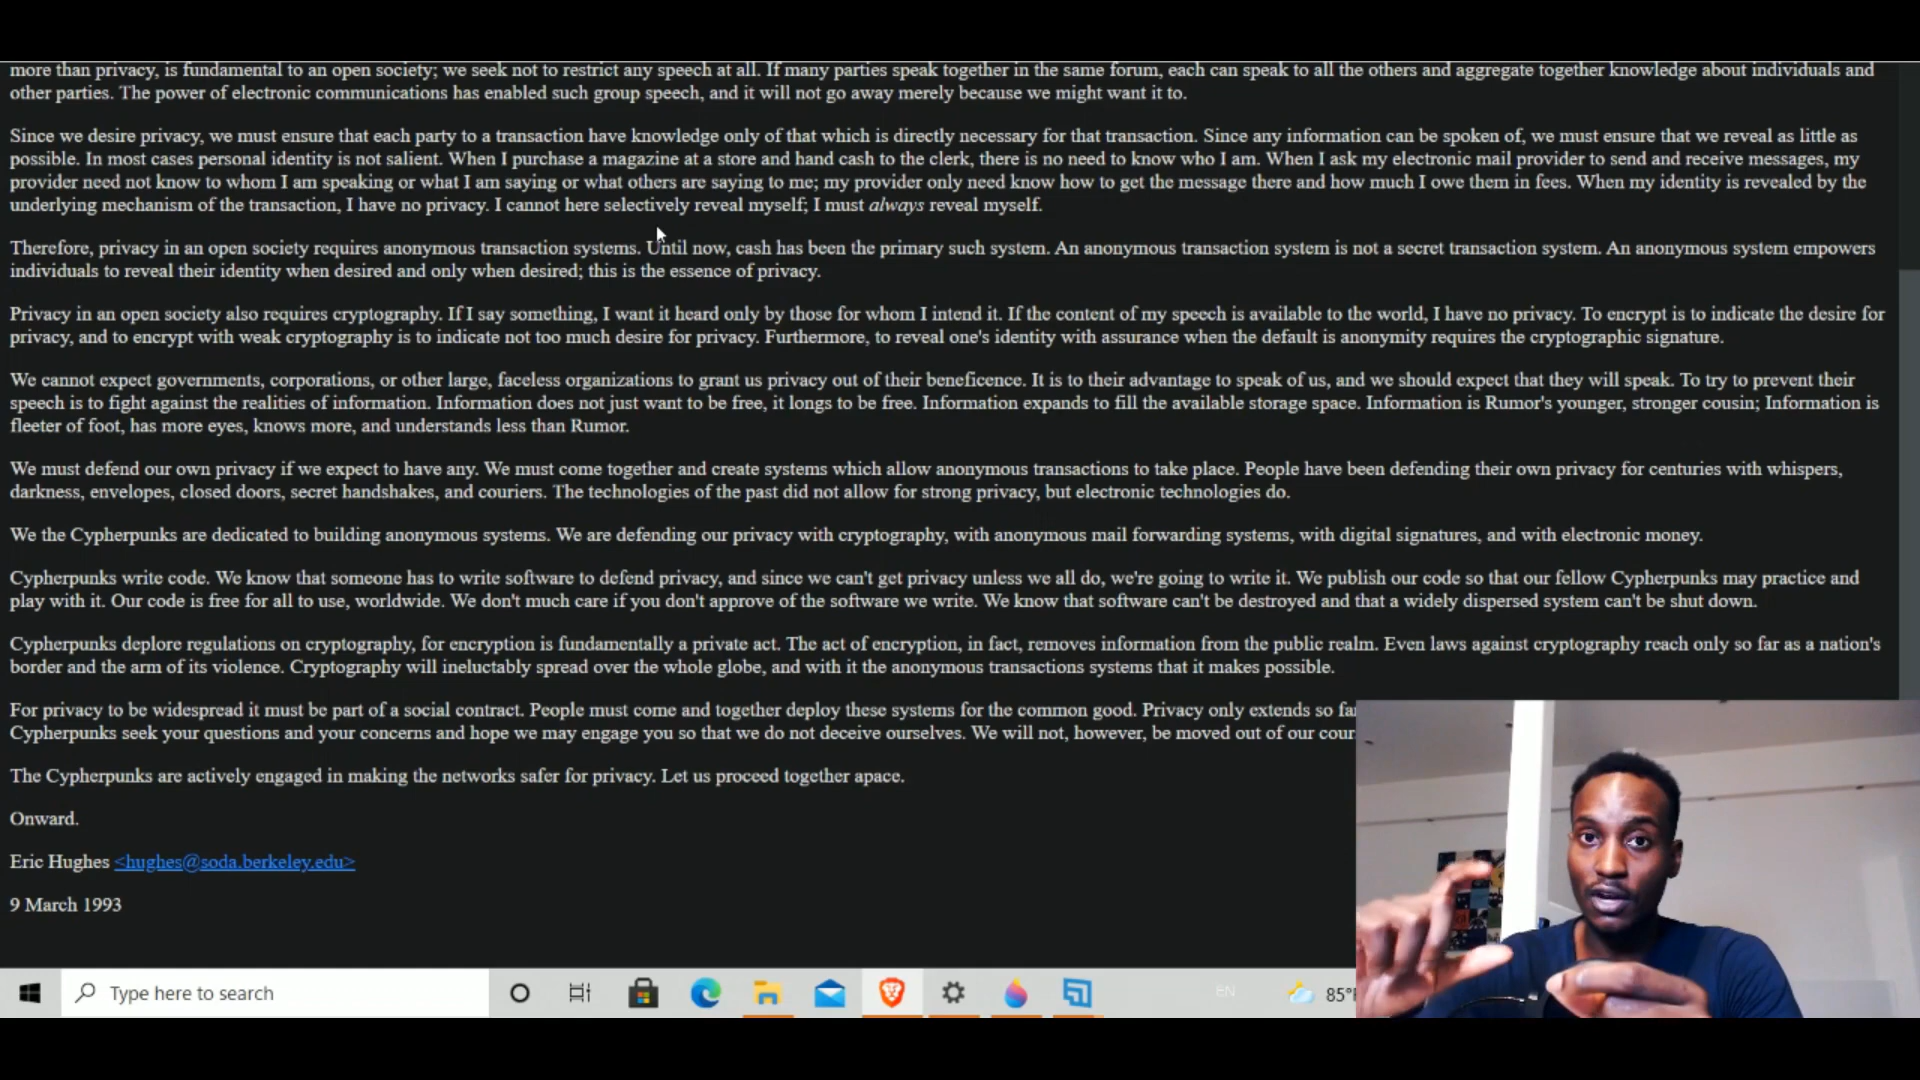 more than privacy, is fundamental to an open society; we seek not to restrict any speech at all. If many parties speak together in the same forum, each can speak to all the others and aggregate together knowledge about individuals and
other parties. The power of electronic communications has enabled such group speech, and it will not go away merely because we might want it to.
Since we desire privacy, we must ensure that each party to a transaction have knowledge only of that which is directly necessary for that transaction. Since any information can be spoken of, we must ensure that we reveal as little as
possible. In most cases personal identity is not salient. When I purchase a magazine at a store and hand cash to the clerk, there is no need to know who I am. When I ask my electronic mail provider to send and receive messages, my
provider need not know to whom I am speaking or what I am saying or what others are saying to me; my provider only need know how to get the message there and how much I owe them in fees. When my identity is revealed by the
underlying mechanism of the transaction, I have no privacy. I cannot here selectively reveal myself; I must always reveal myself.
Therefore, privacy in an open society requires anonymous transaction systems. Until now, cash has been the primary such system. An anonymous transaction system is not a secret transaction system. An anonymous system empowers
individuals to reveal their identity when desired and only when desired; this is the essence of privacy.
Privacy in an open society also requires cryptography. If I say something, I want it heard only by those for whom I intend it. If the content of my speech is available to the world, I have no privacy. To encrypt is to indicate the desire for
privacy, and to encrypt with weak cryptography is to indicate not too much desire for privacy. Furthermore, to reveal one's identity with assurance when the default is anonymity requires the cryptographic signature.
We cannot expect governments, corporations, or other large, faceless organizations to grant us privacy out of their beneficence. It is to their advantage to speak of us, and we should expect that they will speak. To try to prevent their
speech is to fight against the realities of information. Information does not just want to be free, it longs to be free. Information expands to fill the available storage space. Information is Rumor's younger, stronger cousin; Information is
fleeter of foot, has more eyes, knows more, and understands less than Rumor.
We must defend our own privacy if we expect to have any. We must come together and create systems which allow anonymous transactions to take place. People have been defending their own privacy for centuries with whispers,
darkness, envelopes, closed doors, secret handshakes, and couriers. The technologies of the past did not allow for strong privacy, but electronic technologies do.
We the Cypherpunks are dedicated to building anonymous systems. We are defending our privacy with cryptography, with anonymous mail forwarding systems, with digital signatures, and with electronic money.
Cypherpunks write code. We know that someone has to write software to defend privacy, and since we can't get privacy unless we all do, we're going to write it. We publish our code so that our fellow Cypherpunks may practice and
play with it. Our code is free for all to use, worldwide. We don't much care if you don't approve of the software we write. We know that software can't be destroyed and that a widely dispersed system can't be shut down.
Cypherpunks deplore regulations on cryptography, for encryption is fundamentally a private act. The act of encryption, in fact, removes information from the public realm. Even laws against cryptography reach only so far as a nation's
border and the arm of its violence. Cryptography will ineluctably spread over the whole globe, and with it the anonymous transactions systems that it makes possible.
For privacy to be widespread it must be part of a social contract. People must come and together deploy these systems for the common good. Privacy only extends so far
Cypherpunks seek your questions and your concerns and hope we may engage you so that we do not deceive ourselves. We will not, however, be moved out of our cour
The Cypherpunks are actively engaged in making the networks safer for privacy. Let us proceed together apace.
Onward.
Eric Hughes <hughes@soda.berkeley.edu>
9 March 1993
Type here to search
EN
85°F